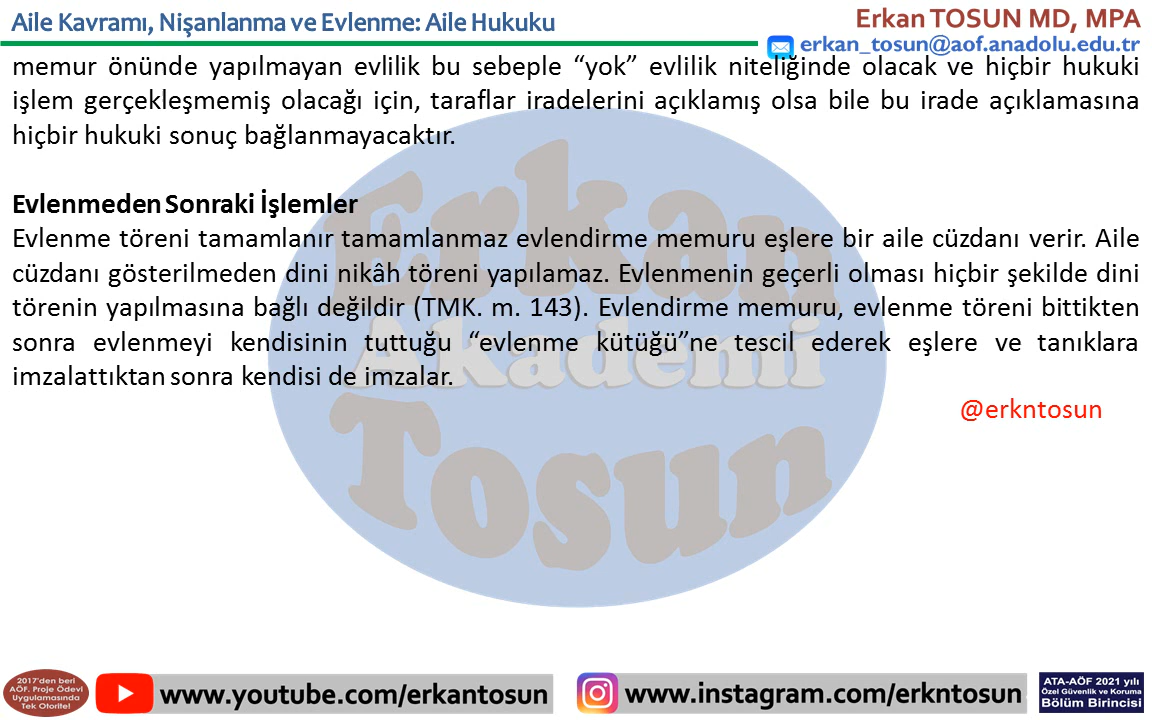 Aile Kavramı, Nişanlanma ve Evlenme: Aile Hukuku
Erkan TOSUN MD, MPA
erkan_tosun@aof.anadolu.edu.tr
memur önünde yapılmayan evlilik bu sebeple “yok” evlilik niteliğinde olacak ve hiçbir hukuki
işlem gerçekleşmemiş olacağı için, taraflar iradelerini açıklamış olsa bile bu irade açıklamasına
hiçbir hukuki sonuç bağlanmayacaktır.
Evlenmeden Sonraki İşlemler
Evlenme töreni tamamlanır tamamlanmaz evlendirme memuru eşlere bir aile cüzdanı verir. Aile
cüzdanı gösterilmeden dini nikâh töreni yapılamaz. Evlenmenin geçerli olması hiçbir şekilde dini
törenin yapılmasına bağlı değildir (TMK. m. 143). Evlendirme memuru, evlenme töreni bittikten
sonra evlenmeyi kendisinin tuttuğu “evlenme kütüğü”ne tescil ederek eşlere ve tanıklara
imzalattıktan sonra kendisi de imzalar.
@erkntosun
Erkan
Akademi
Tosun
2017'den beri
AÖF. Proje Ödevi
Uygulamasında
Tek Otorite!
www.youtube.com/erkantosun
www.instagram.com/erkntosun
ATA-AÖF 2021 yılı
Özel Güvenlik ve Koruma
Bölüm Birincisi